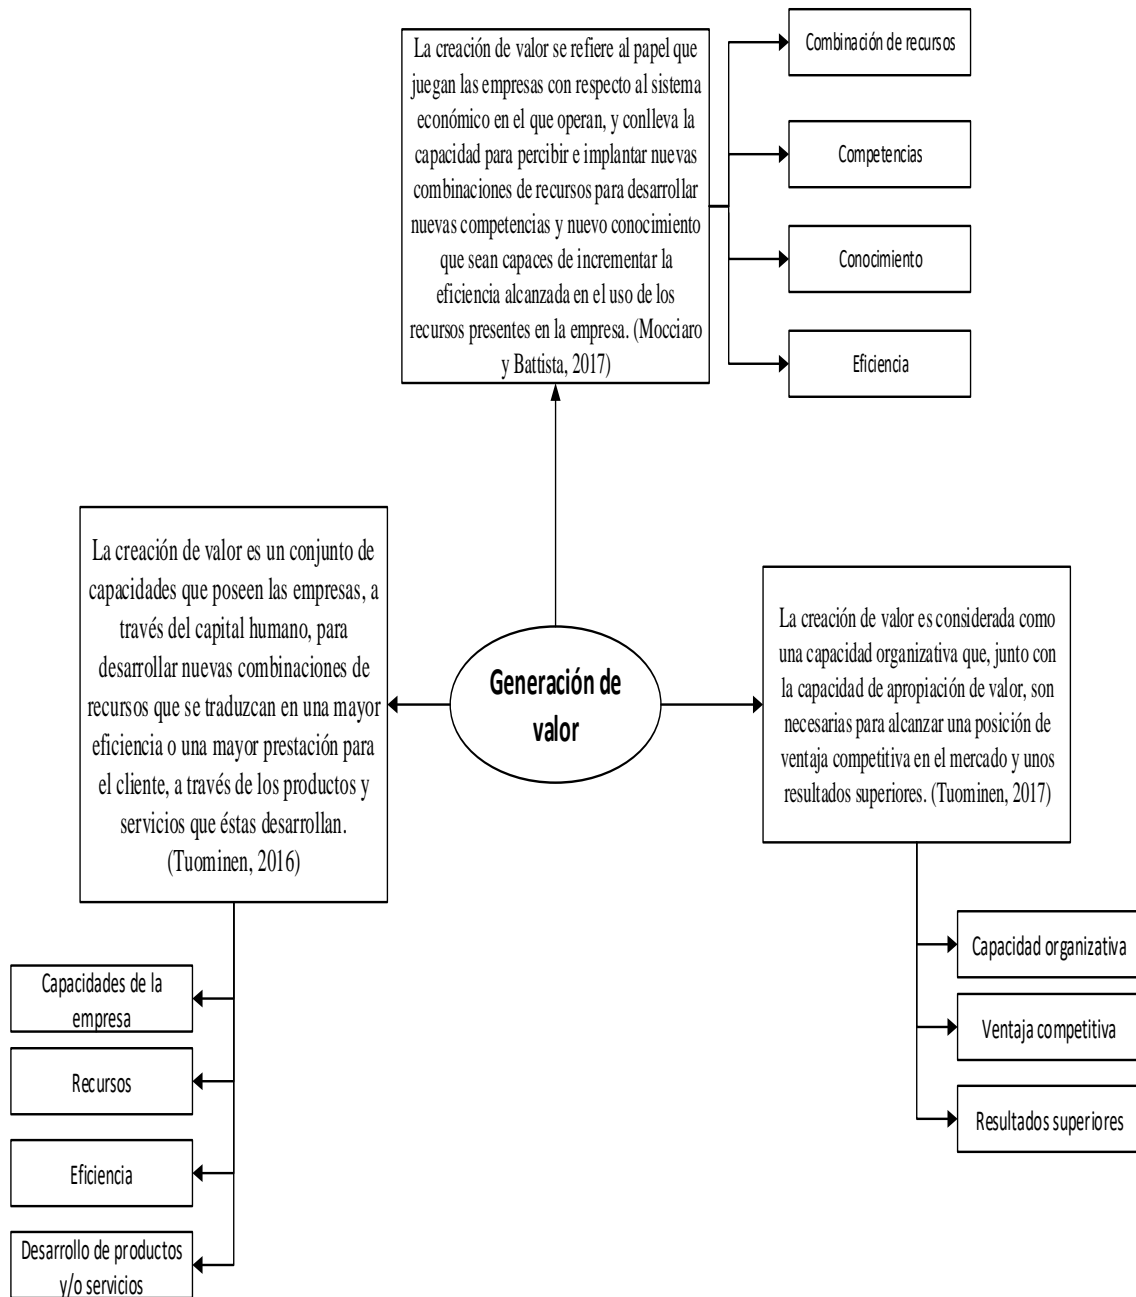 La creación de valor se refiere al papel que
juegan las empresas con respecto al sistema
económico en el que operan, y conlleva la
capacidad para percibir e implantar nuevas
combinaciones de recursos para desarrollar
nuevas competencias y nuevo conocimiento
que sean capaces de incrementar la
eficiencia alcanzada en el uso de los
recursos presentes en la empresa. (Mocciaro
y Battista, 2017)
Combinación de recursos
Competencias
Conocimiento
Eficiencia
La creación de valor es un conjunto de
capacidades que poseen las empresas, a
través del capital humano, para
desarrollar nuevas combinaciones de
recursos que se traduzcan en una mayor
eficiencia o una mayor prestación para
el cliente, a través de los productos y
servicios que éstas desarrollan.
(Tuominen, 2016)
Generación de
valor
La creación de valor es considerada como
una capacidad organizativa que, junto con
la capacidad de apropiación de valor, son
necesarias para alcanzar una posición de
ventaja competitiva en el mercado y unos
resultados superiores. (Tuominen, 2017)
Capacidades de la
empresa
Recursos
Eficiencia
Desarrollo de productos
y/o servicios
Capacidad organizativa
Ventaja competitiva
Resultados superiores